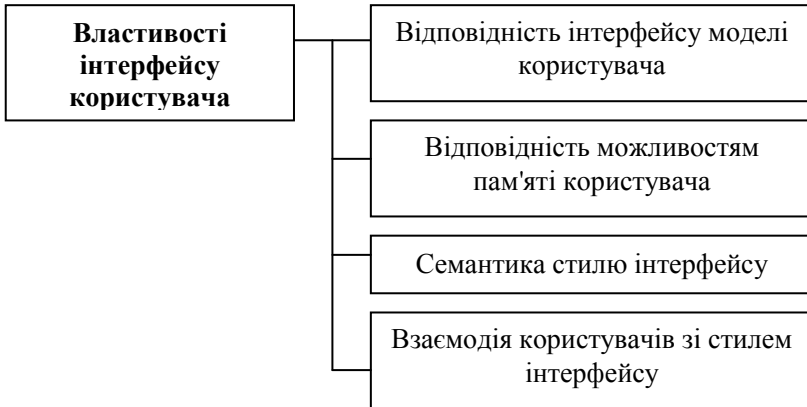 Властивості
інтерфейсу
користувача
Відповідність інтерфейсу моделі
користувача
Відповідність можливостям
пам'яті користувача
Семантика стилю інтерфейсу
Взаємодія користувачів зі стилем
інтерфейсу